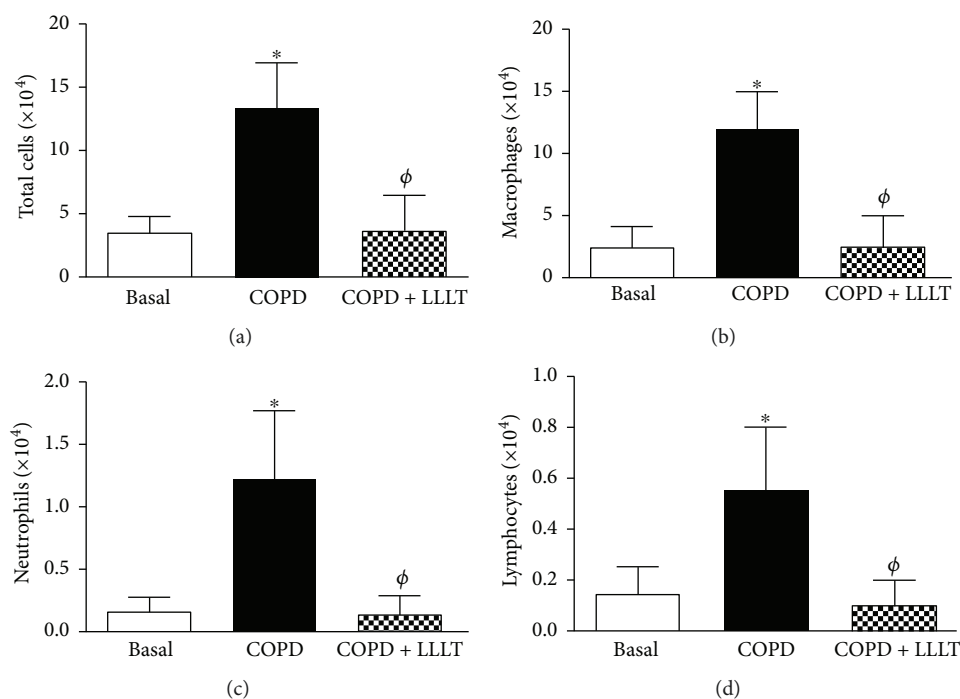 Total cells (×10⁴)
20
15
10
5
0
*
ϕ
Basal COPD COPD + LLLT
(a)
Macrophages (×10⁴)
20
15
10
5
0
*
ϕ
Basal COPD COPD + LLLT
(b)
Neutrophils (×10⁴)
2.0
1.5
1.0
0.5
0.0
*
ϕ
Basal COPD COPD + LLLT
(c)
Lymphocytes (×10⁴)
1.0
0.8
0.6
0.4
0.2
0.0
*
ϕ
Basal COPD COPD + LLLT
(d)